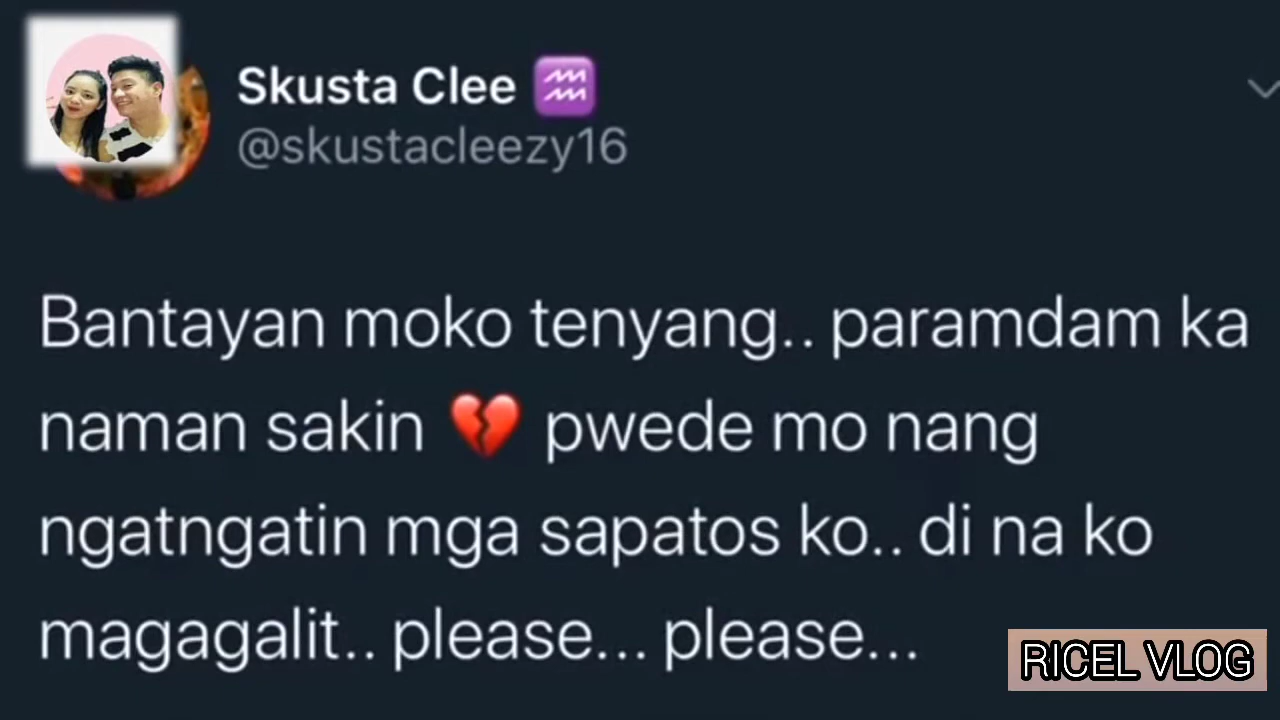 Skusta Clee ♒
@skustacleezy16
Bantayan moko tenyang.. paramdam ka
naman sakin 💔 pwede mo nang
ngatngatin mga sapatos ko.. di na ko
magagalit.. please... please...
RICEL VLOG